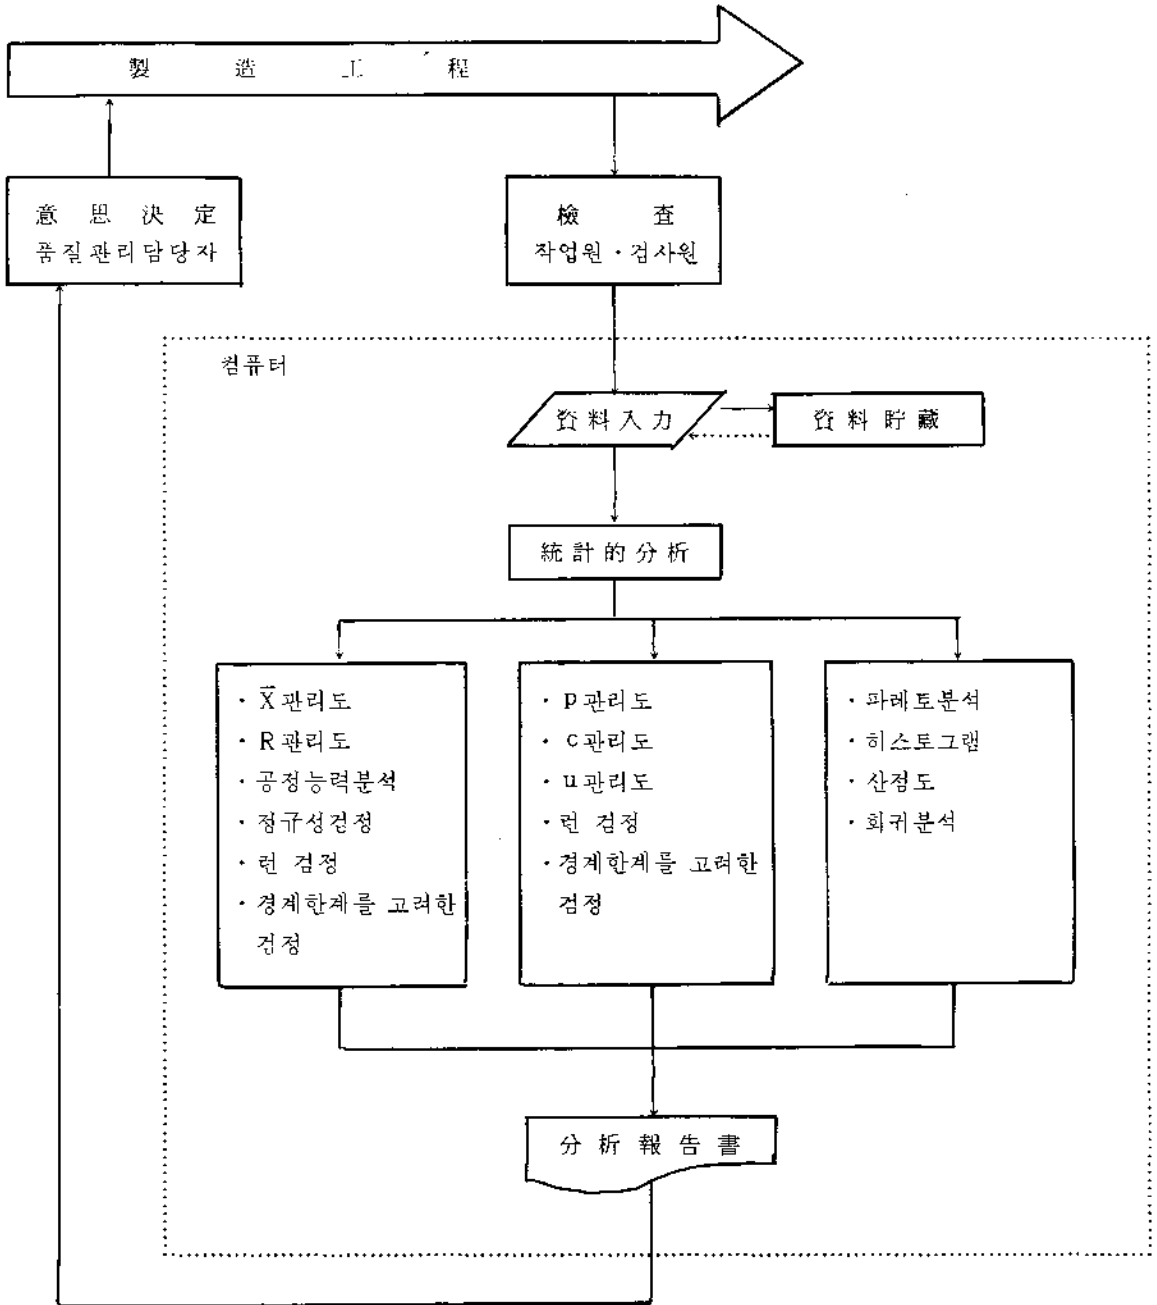 製造工程
意思決定
품질관리담당자
檢査
작업원·검사원
컴퓨터
資料入力
資料貯藏
統計的分析
· X̄관리도
· R관리도
· 공정능력분석
· 정규성검정
· 런 검정
· 경계한계를 고려한
검정
· p관리도
· c관리도
· u관리도
· 런 검정
· 경계한계를 고려한
검정
· 파레토분석
· 히스토그램
· 산점도
· 회귀분석
分析報告書